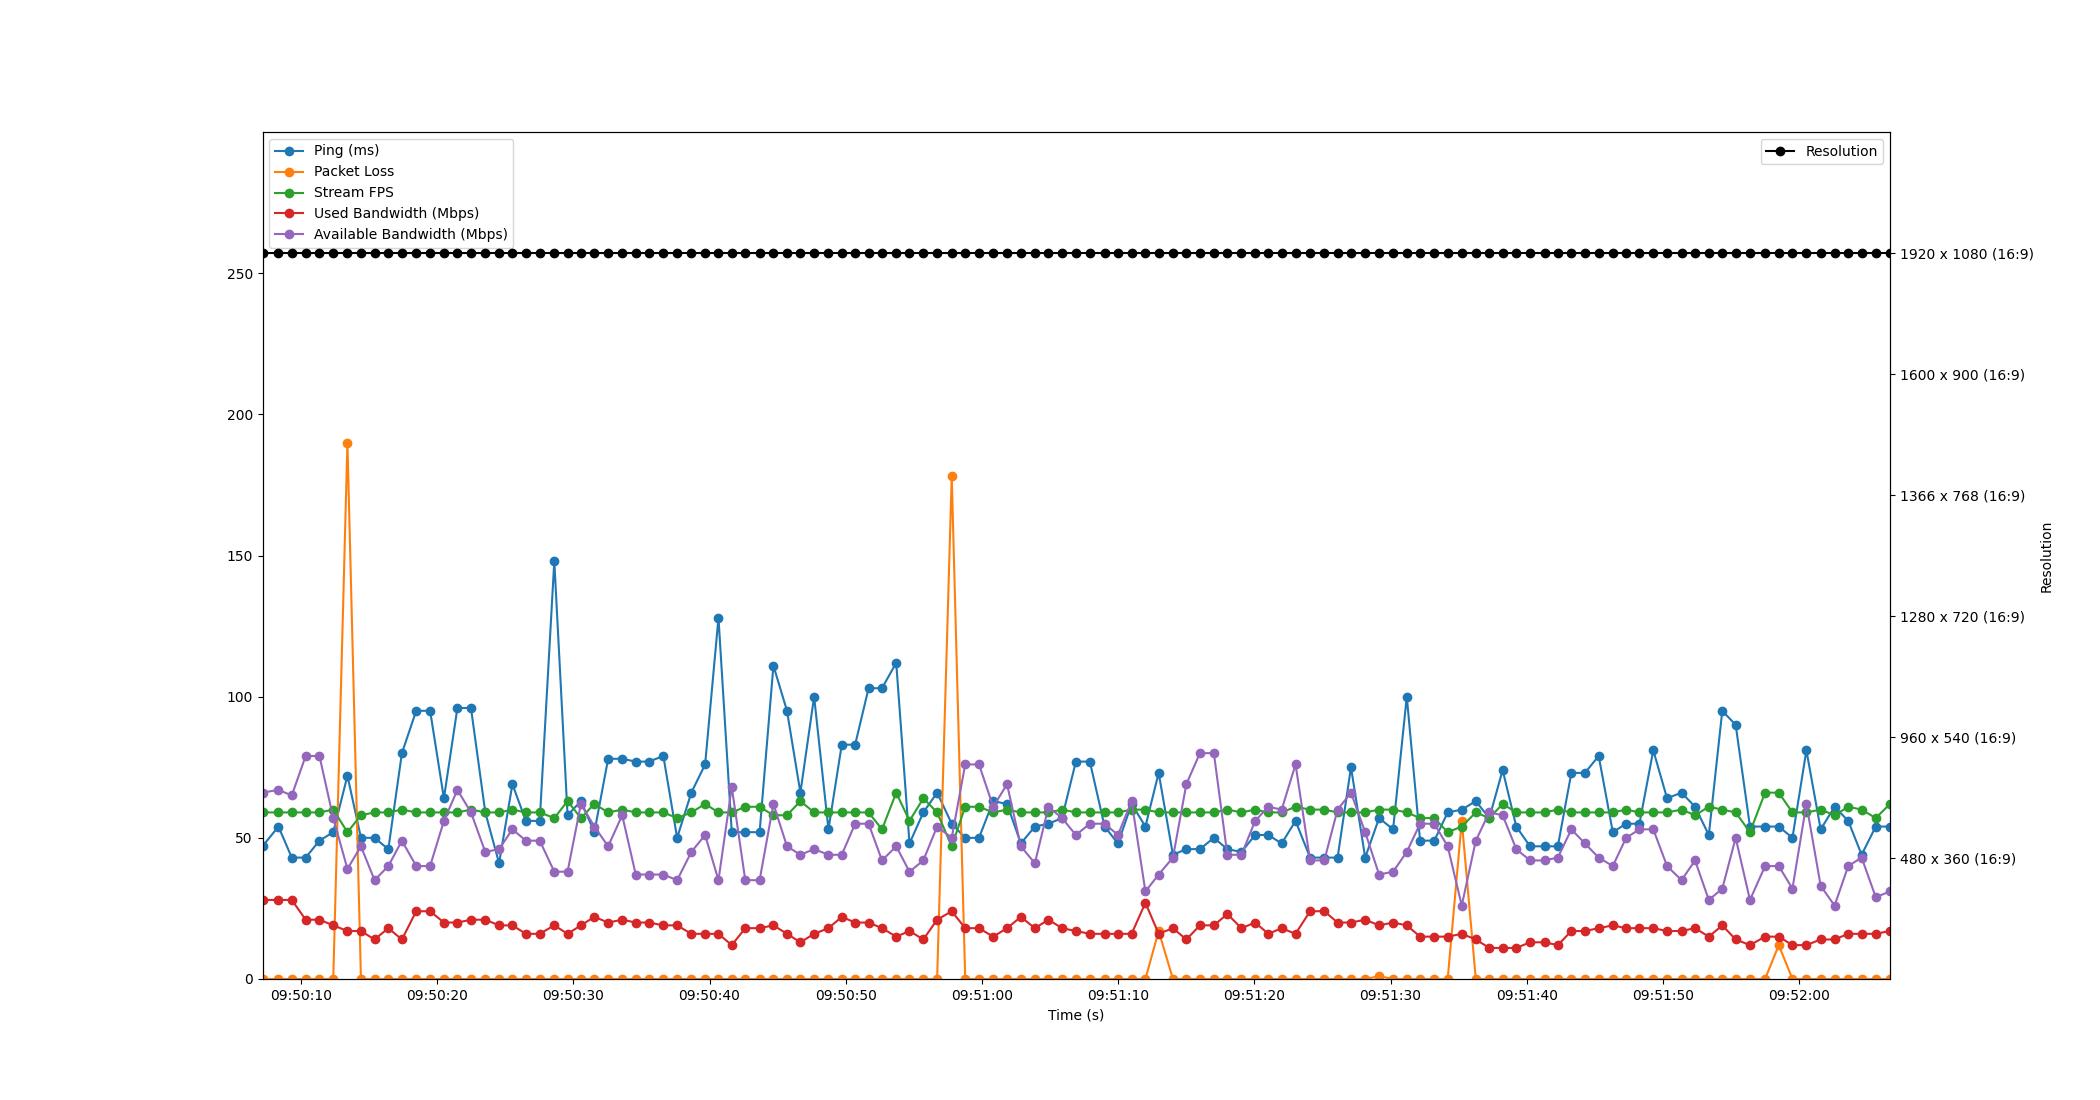 Ping (ms)
Packet Loss
Stream FPS
Used Bandwidth (Mbps)
Available Bandwidth (Mbps)
Resolution
250
200
150
100
50
0
1920 x 1080 (16:9)
1600 x 900 (16:9)
1366 x 768 (16:9)
1280 x 720 (16:9)
960 x 540 (16:9)
480 x 360 (16:9)
Resolution
09:50:10 09:50:20 09:50:30 09:50:40 09:50:50 09:51:00 09:51:10 09:51:20 09:51:30 09:51:40 09:51:50 09:52:00
Time (s)